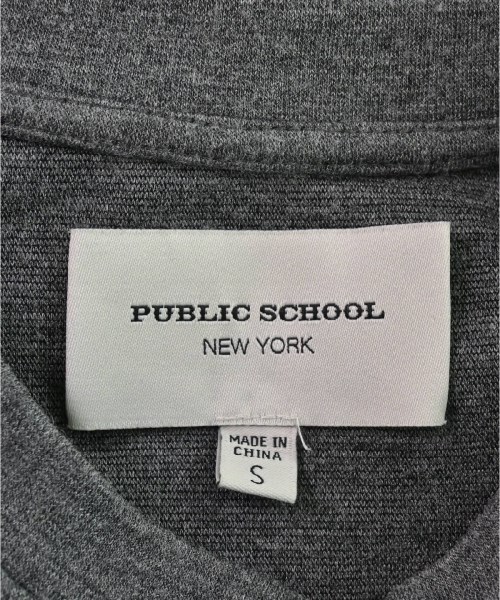 PUBLIC SCHOOL
NEW YORK
MADE IN
CHINA
S